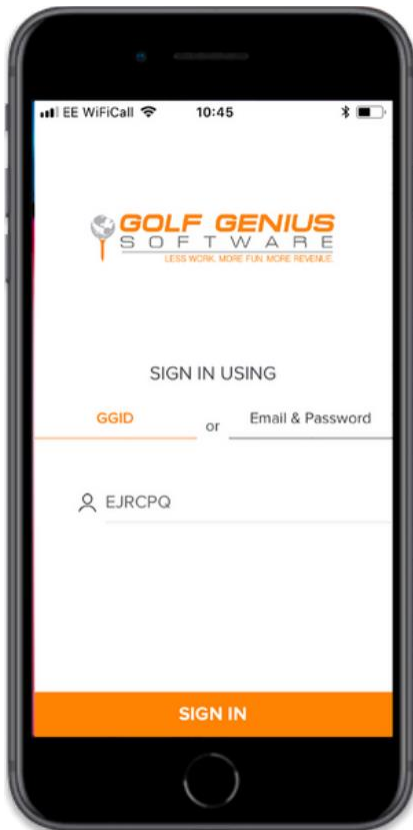 EE WiFiCall 10:45
GOLF GENIUS
SOFTWARE
LESS WORK. MORE FUN. MORE REVENUE.
SIGN IN USING
GGID or Email & Password
EJRCPQ
SIGN IN